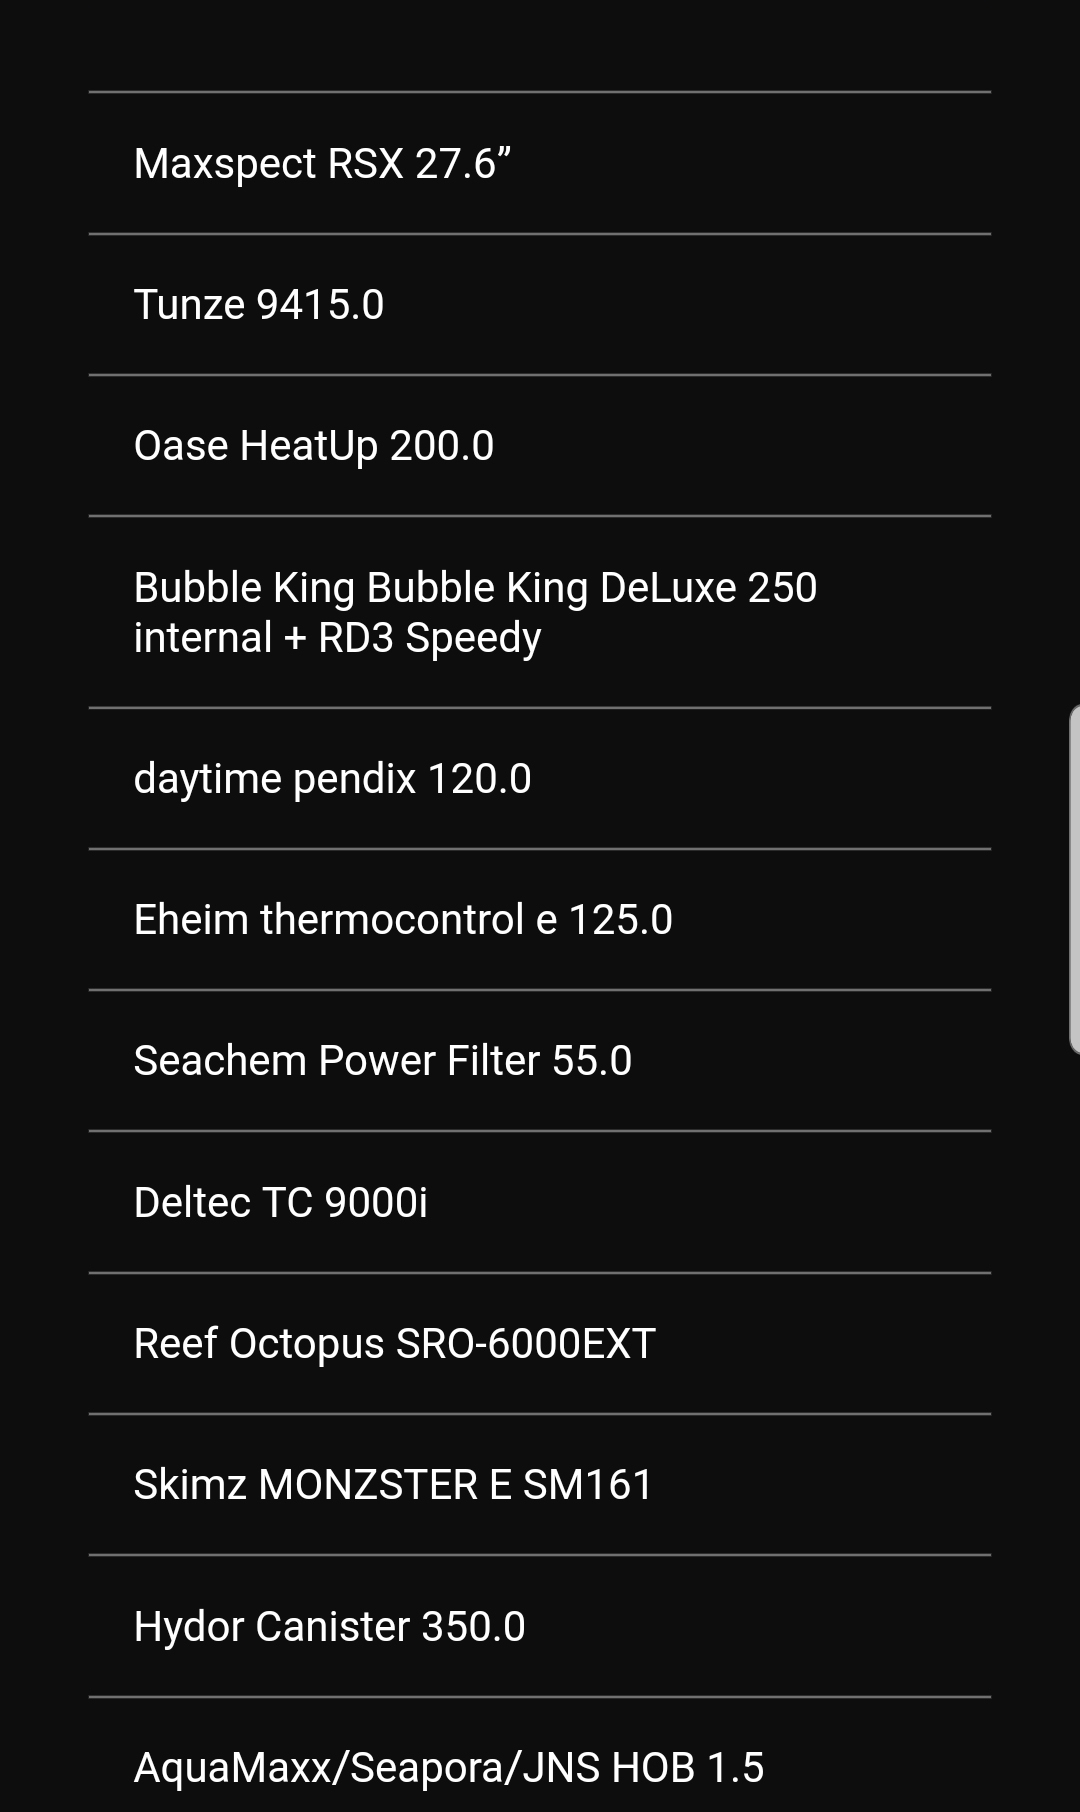 Maxspect RSX 27.6”
Tunze 9415.0
Oase HeatUp 200.0
Bubble King Bubble King DeLuxe 250
internal + RD3 Speedy
daytime pendix 120.0
Eheim thermocontrol e 125.0
Seachem Power Filter 55.0
Deltec TC 9000i
Reef Octopus SRO-6000EXT
Skimz MONZSTER E SM161
Hydor Canister 350.0
AquaMaxx/Seapora/JNS HOB 1.5